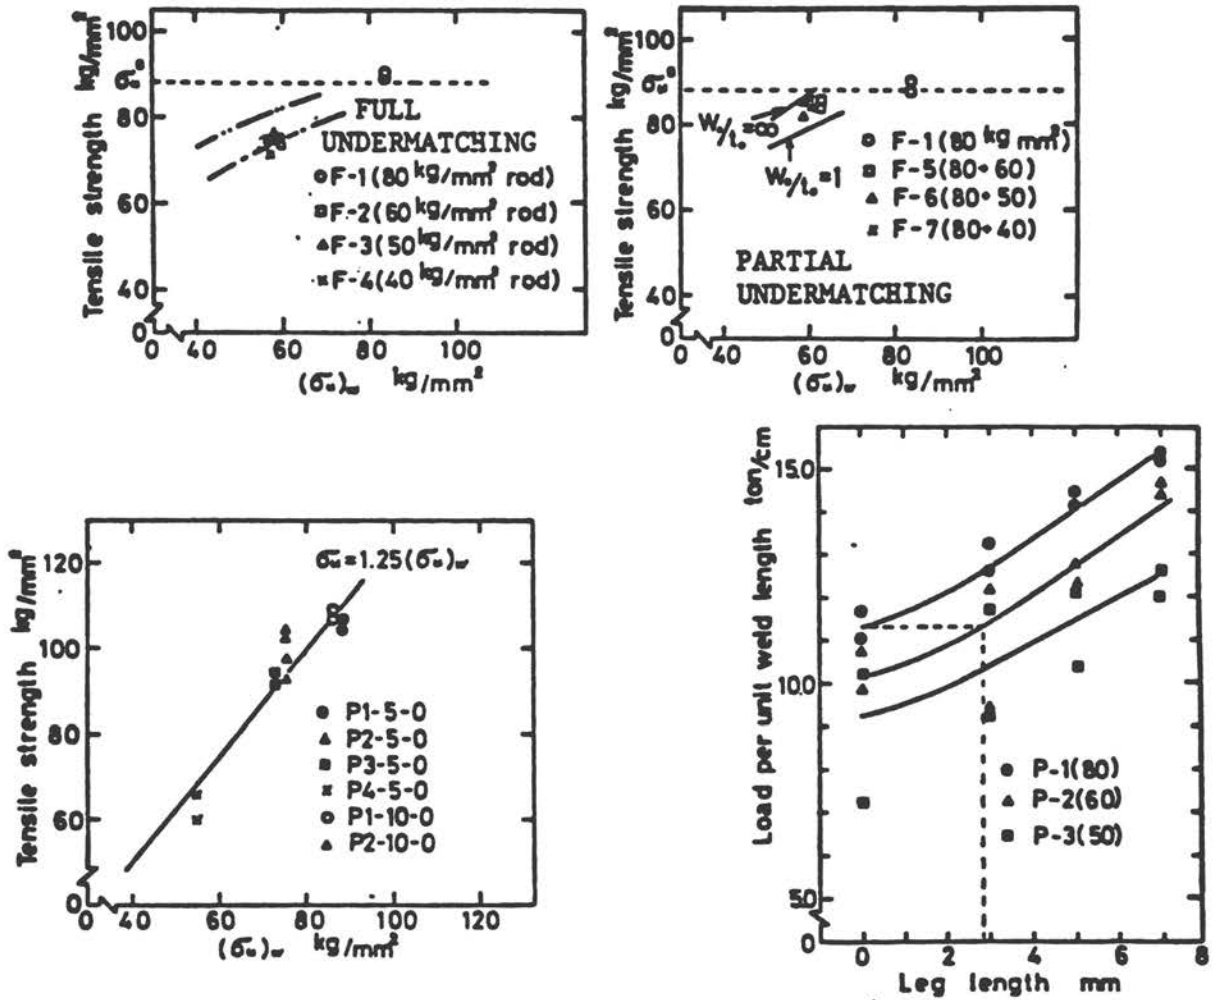 Tensile strength kg/mm²
100
σᵤᴮ
80
60
40
0
FULL
UNDERMATCHING
F-1(80 kg/mm² rod)
F-2(60 kg/mm² rod)
F-3(50 kg/mm² rod)
F-4(40 kg/mm² rod)
0 40 60 80 100
(σᵤ)w kg/mm²
Tensile strength kg/mm²
100
σᵤᴮ
80
60
40
0
W₀/t₀=∞
W₀/t₀=1
F-1(80 kg mm²)
F-5(80+60)
F-6(80+50)
F-7(80+40)
PARTIAL
UNDERMATCHING
0 40 60 80 100
(σᵤ)w kg/mm²
Tensile strength kg/mm²
120
100
80
60
0
σᵤ=1.25(σᵤ)w
P1-5-0
P2-5-0
P3-5-0
P4-5-0
P1-10-0
P2-10-0
0 40 60 80 100 120
(σᵤ)w kg/mm²
Load per unit weld length ton/cm
15.0
10.0
5.0
0
P-1(80)
P-2(60)
P-3(50)
0 2 4 6 8
Leg length mm